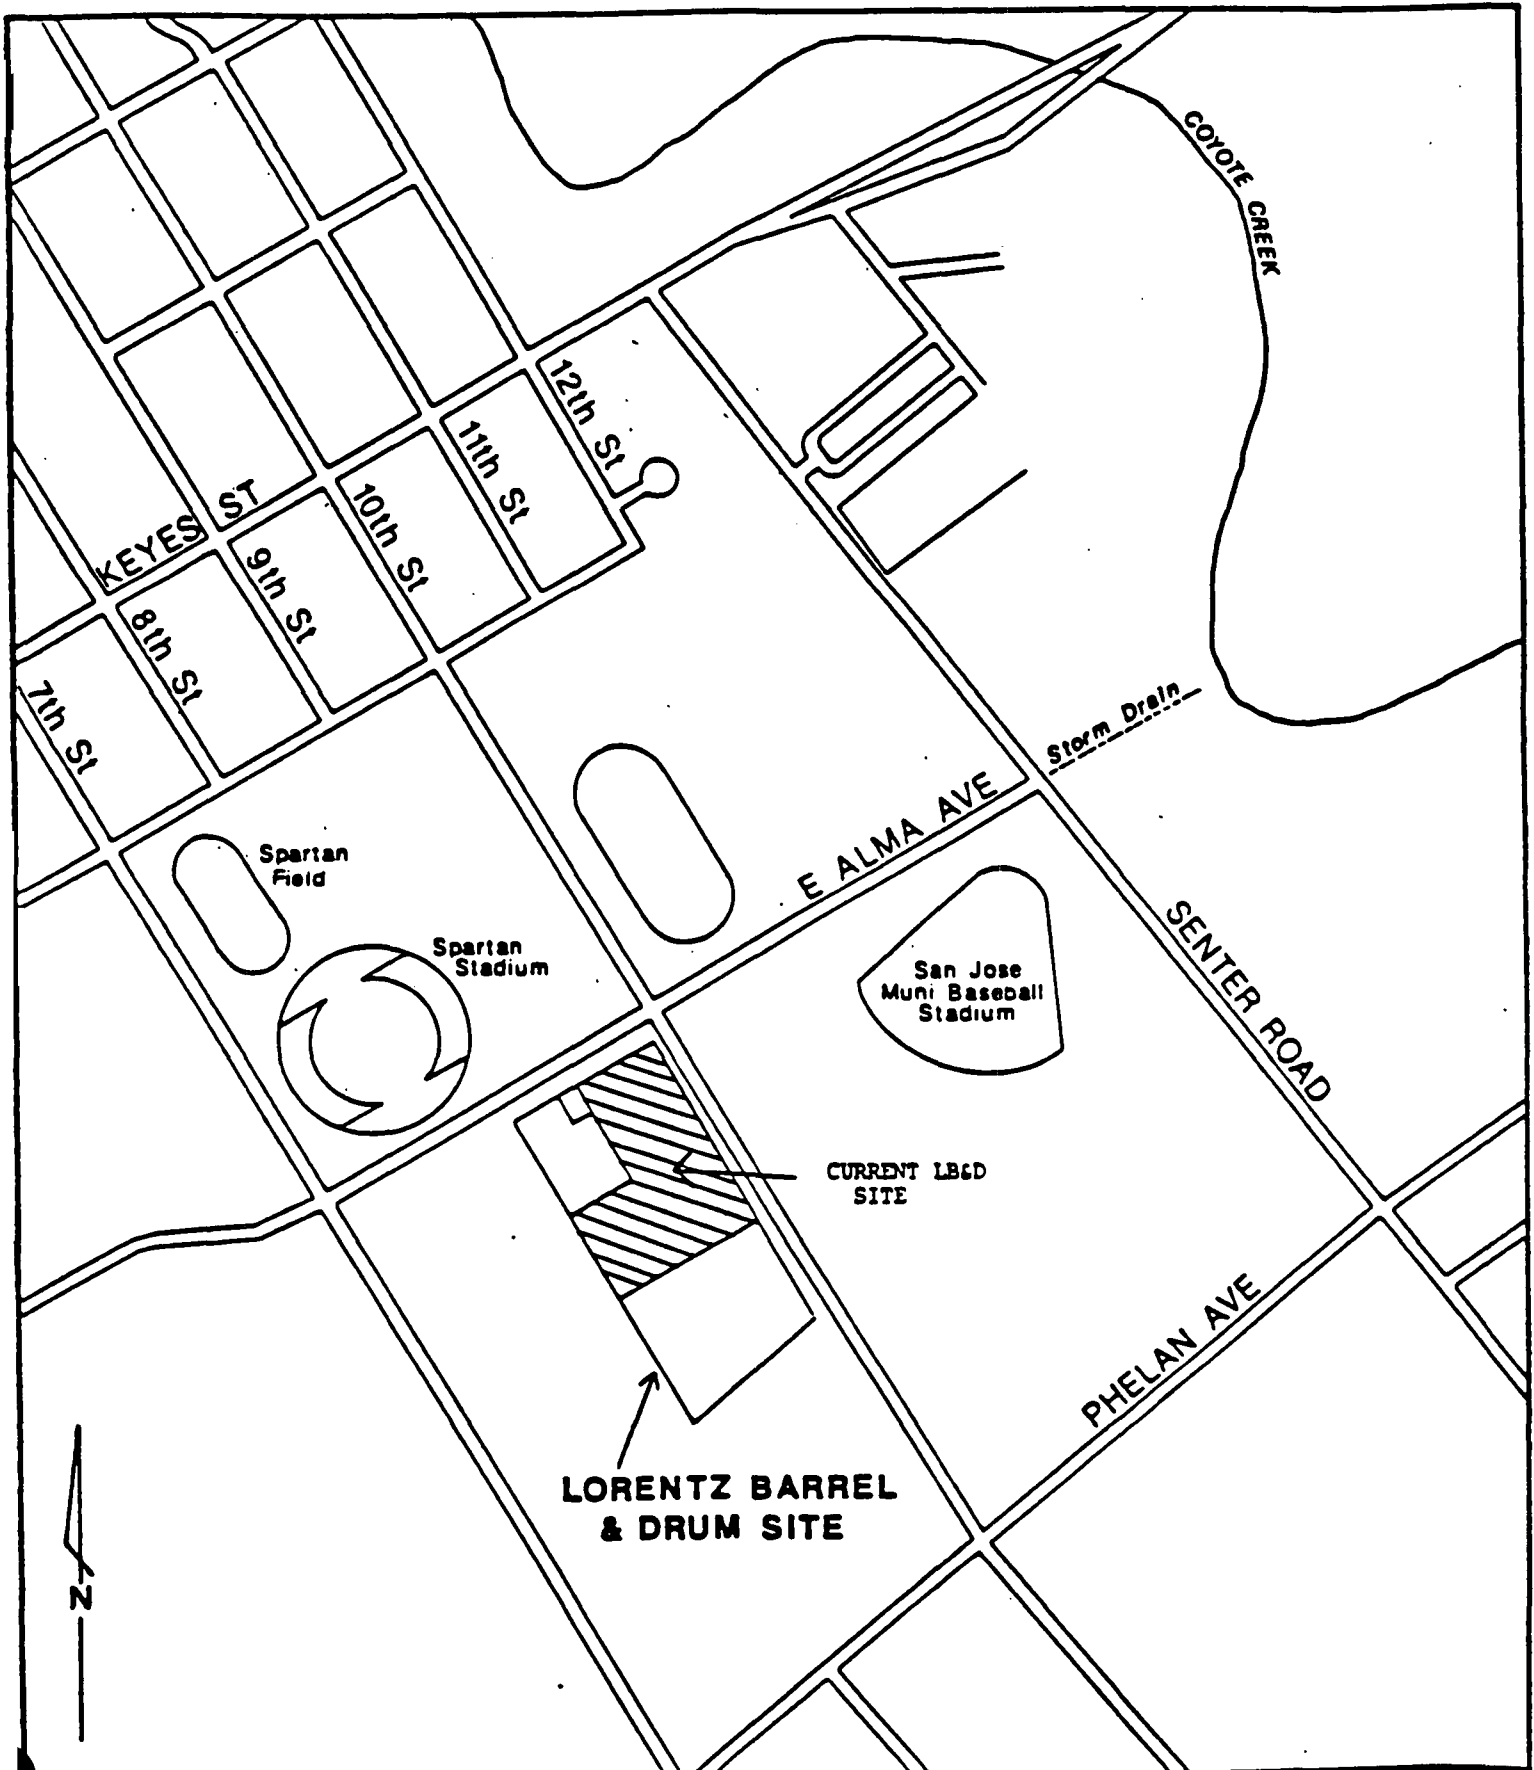 COYOTE CREEK
12th St
11th St
KEYES ST
10th St
9th St
8th St
7th St
Storm Drain
E ALMA AVE
Spartan
Field
Spartan
Stadium
SENTER ROAD
San Jose
Muni Baseball
Stadium
CURRENT LB&D
SITE
PHELAN AVE
LORENTZ BARREL
& DRUM SITE
N